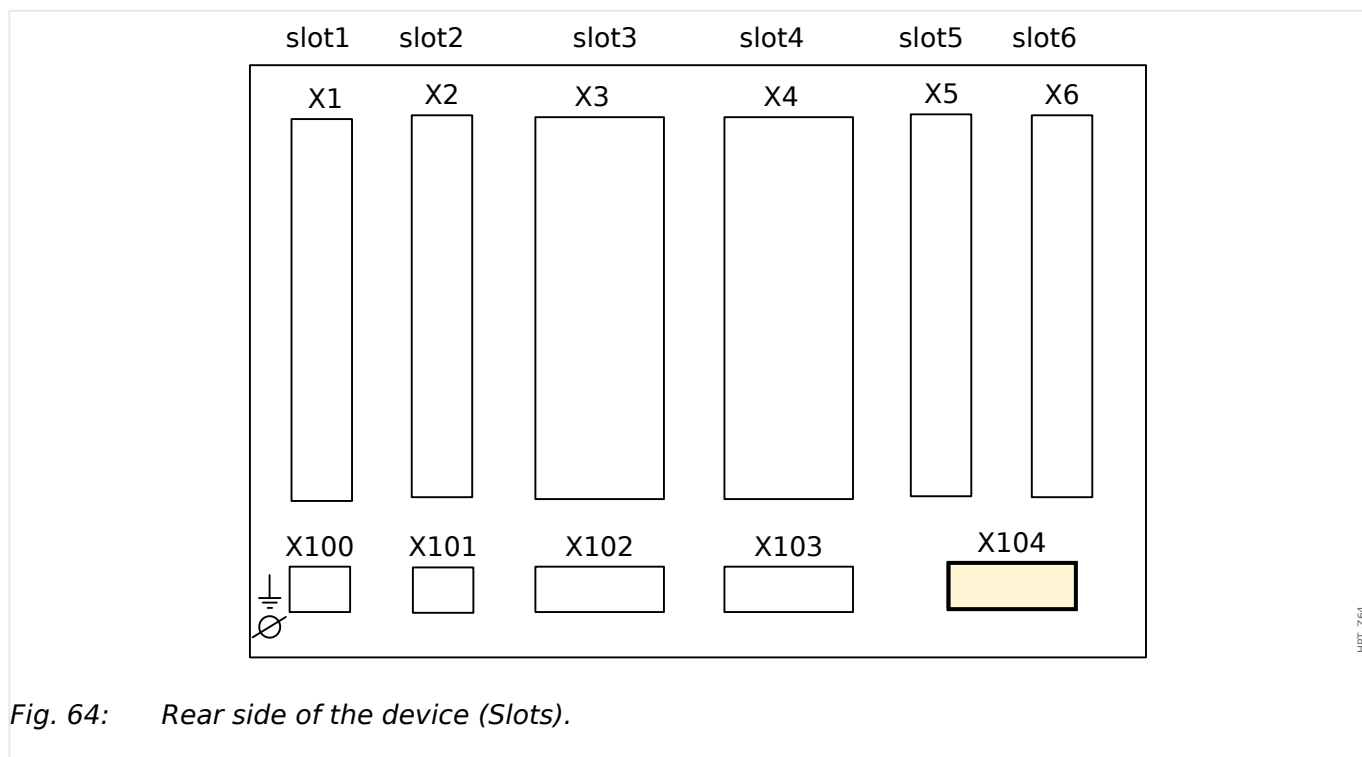 slot1 slot2 slot3 slot4 slot5 slot6
X1 X2 X3 X4 X5 X6
X100 X101 X102 X103 X104
HPT_Z64
Fig. 64: Rear side of the device (Slots).